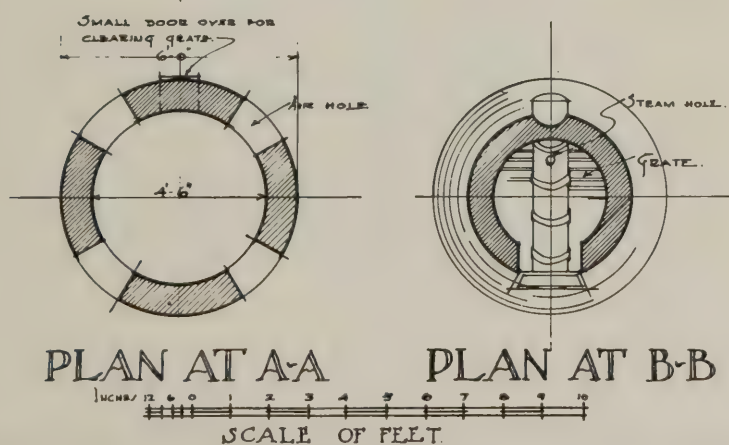 SMALL DOOR OVER FOR
CLEARING GRATE.
6'-0"
AIR HOLE
4'-6"
STEAM HOLE.
GRATE.
PLAN AT A-A
PLAN AT B-B
INCHES 12 6 0 1 2 3 4 5 6 7 8 9 10
SCALE OF FEET.